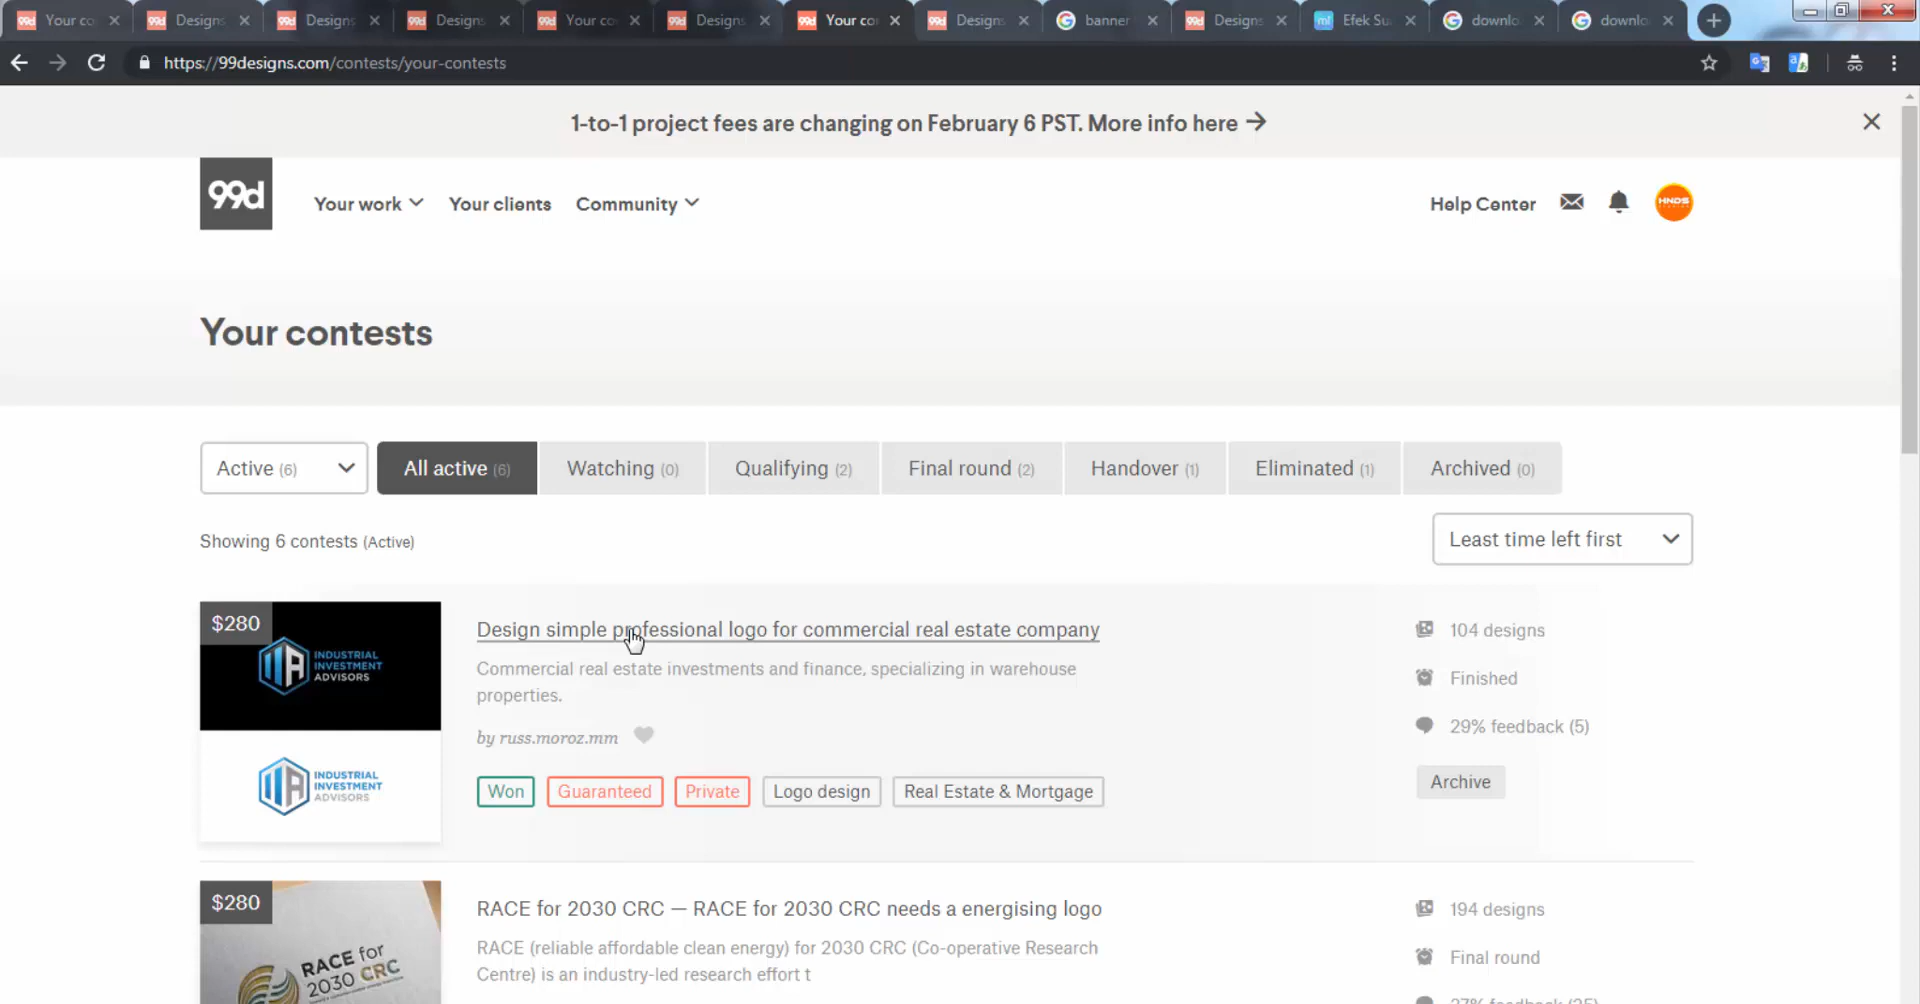 Your co
Designs
Designs
Designs
Your co
Designs
Your co
Designs
banner
Designs
Efek Su
downlo
downlo
https://99designs.com/contests/your-contests
1-to-1 project fees are changing on February 6 PST. More info here →
99d
Your work
Your clients
Community
Help Center
HNDS
Your contests
Active (6)
All active (6)
Watching (0)
Qualifying (2)
Final round (2)
Handover (1)
Eliminated (1)
Archived (0)
Showing 6 contests (Active)
Least time left first
$280
INDUSTRIAL
INVESTMENT
ADVISORS
INDUSTRIAL
INVESTMENT
ADVISORS
Design simple professional logo for commercial real estate company
Commercial real estate investments and finance, specializing in warehouse
properties.
by russ.moroz.mm
Won
Guaranteed
Private
Logo design
Real Estate & Mortgage
104 designs
Finished
29% feedback (5)
Archive
$280
RACE for
2030 CRC
RACE for 2030 CRC — RACE for 2030 CRC needs a energising logo
RACE (reliable affordable clean energy) for 2030 CRC (Co-operative Research
Centre) is an industry-led research effort t
194 designs
Final round